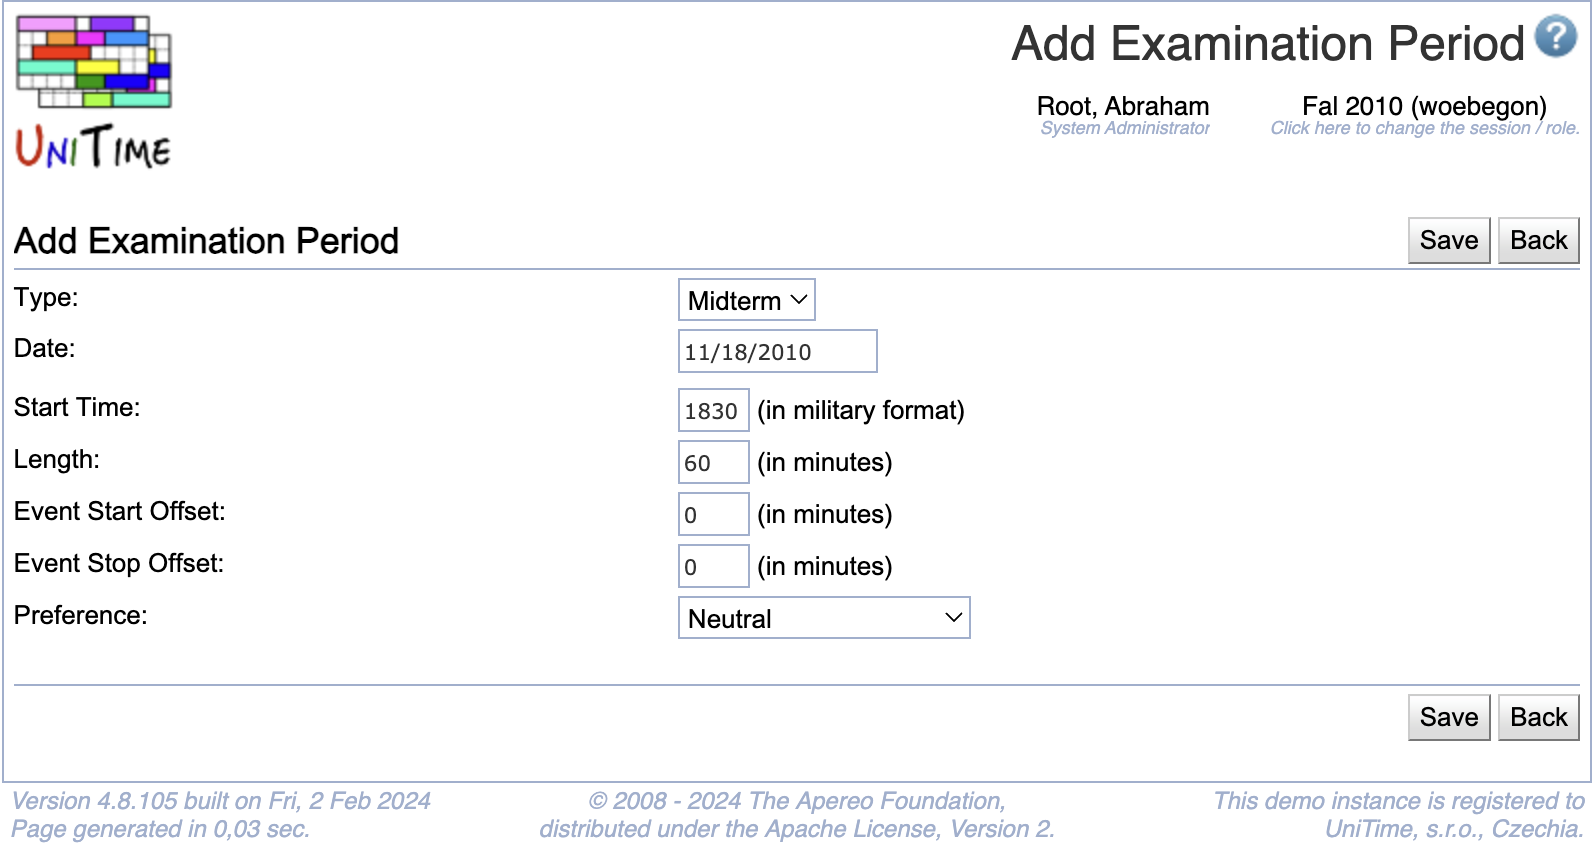 UNITIME
Add Examination Period
?
Root, Abraham
System Administrator
Fal 2010 (woebegon)
Click here to change the session / role.
Add Examination Period
Save
Back
Type:
Midterm
Date:
11/18/2010
Start Time:
1830 (in military format)
Length:
60 (in minutes)
Event Start Offset:
0 (in minutes)
Event Stop Offset:
0 (in minutes)
Preference:
Neutral
Save
Back
Version 4.8.105 built on Fri, 2 Feb 2024
Page generated in 0,03 sec.
© 2008 - 2024 The Apereo Foundation,
distributed under the Apache License, Version 2.
This demo instance is registered to
UniTime, s.r.o., Czechia.